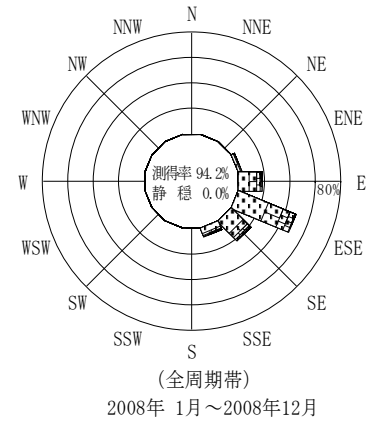 N
NNW NNE
NW NE
WNW ENE
測得率 94.2%
静 穏 0.0%
W 80% E
WSW ESE
SW SE
SSW SSE
S
(全周期帯)
2008年 1月～2008年12月